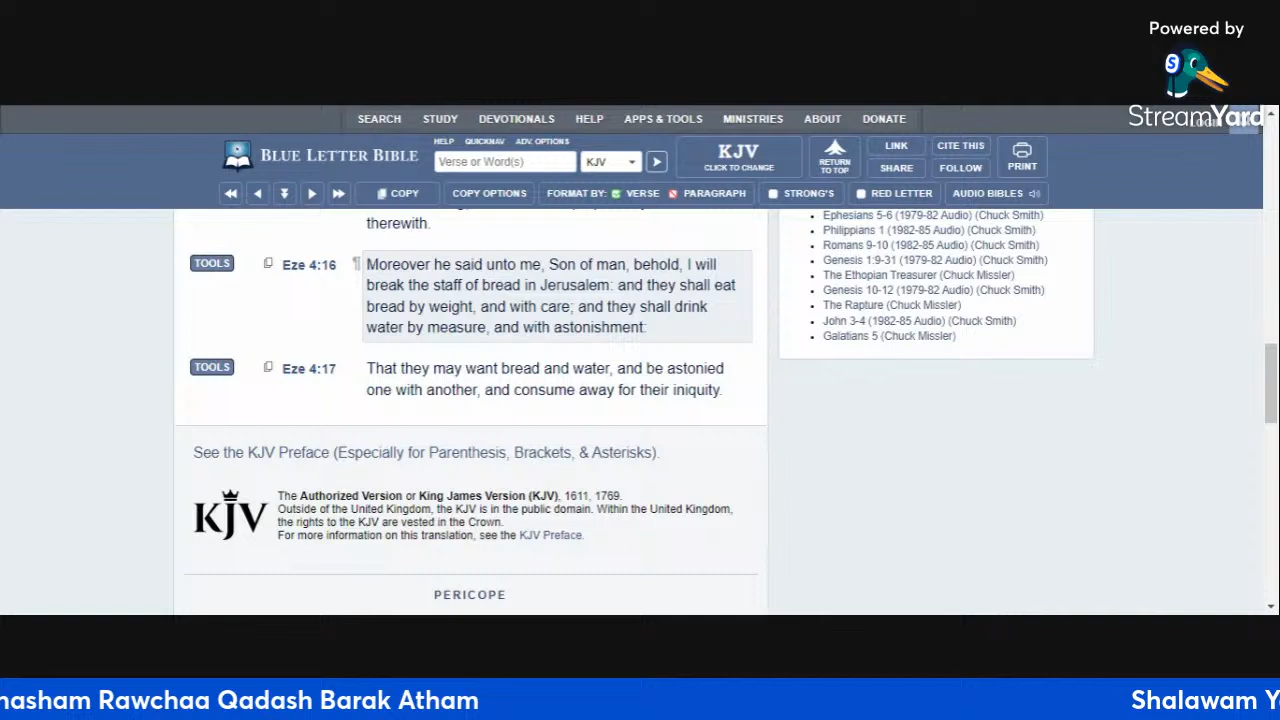 Powered by
S
StreamYard
SEARCH STUDY DEVOTIONALS HELP APPS & TOOLS MINISTRIES ABOUT DONATE
BLUE LETTER BIBLE
HELP QUICKNAV ADV. OPTIONS
Verse or Word(s) KJV
KJV
CLICK TO CHANGE
RETURN
TO TOP
LINK CITE THIS
SHARE FOLLOW
PRINT
COPY COPY OPTIONS FORMAT BY: VERSE PARAGRAPH STRONG'S RED LETTER AUDIO BIBLES
therewith.
TOOLS Eze 4:16 ¶ Moreover he said unto me, Son of man, behold, I will
break the staff of bread in Jerusalem: and they shall eat
bread by weight, and with care; and they shall drink
water by measure, and with astonishment:
TOOLS Eze 4:17 That they may want bread and water, and be astonied
one with another, and consume away for their iniquity.
See the KJV Preface (Especially for Parenthesis, Brackets, & Asterisks).
KJV
The Authorized Version or King James Version (KJV), 1611, 1769.
Outside of the United Kingdom, the KJV is in the public domain. Within the United Kingdom,
the rights to the KJV are vested in the Crown.
For more information on this translation, see the KJV Preface.
PERICOPE
Ephesians 5-6 (1979-82 Audio) (Chuck Smith)
Philippians 1 (1982-85 Audio) (Chuck Smith)
Romans 9-10 (1982-85 Audio) (Chuck Smith)
Genesis 1:9-31 (1979-82 Audio) (Chuck Smith)
The Ethopian Treasurer (Chuck Missler)
Genesis 10-12 (1979-82 Audio) (Chuck Smith)
The Rapture (Chuck Missler)
John 3-4 (1982-85 Audio) (Chuck Smith)
Galatians 5 (Chuck Missler)
hasham Rawchaa Qadash Barak Atham Shalawam Y